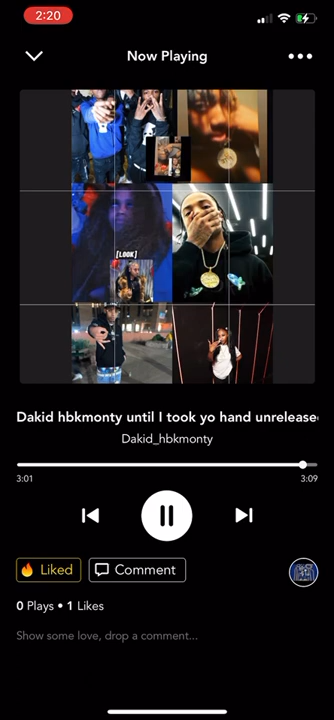 2:20
Now Playing
[LOOK]
Dakid hbkmonty until I took yo hand unrelease
Dakid_hbkmonty
3:01
3:09
Liked
Comment
0 Plays • 1 Likes
Show some love, drop a comment...